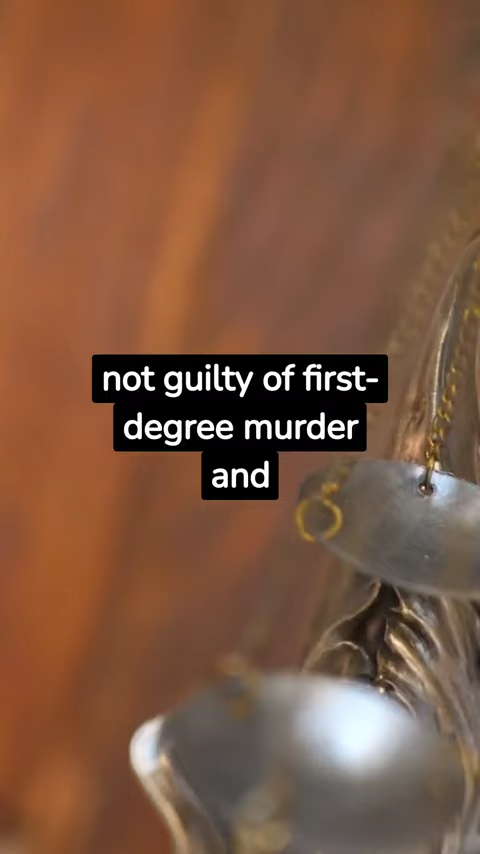 not guilty of first-
degree murder
and